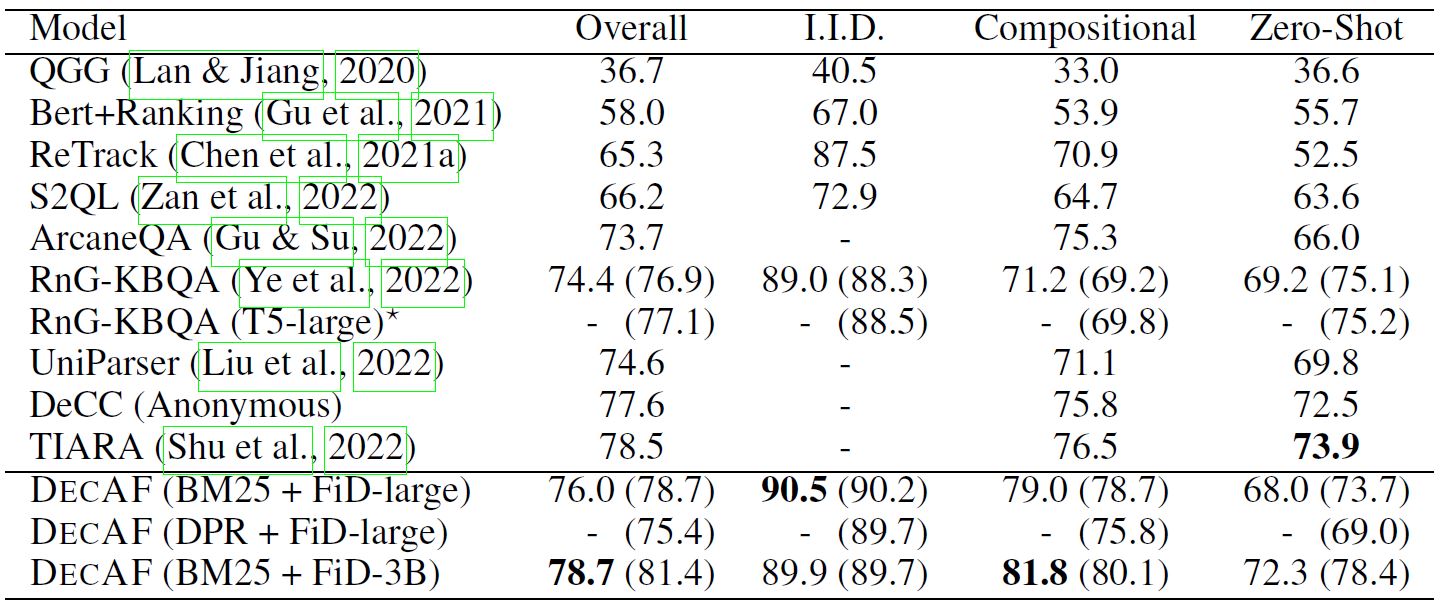 Model Overall I.I.D. Compositional Zero-Shot
QGG (Lan & Jiang, 2020) 36.7 40.5 33.0 36.6
Bert+Ranking (Gu et al., 2021) 58.0 67.0 53.9 55.7
ReTrack (Chen et al., 2021a) 65.3 87.5 70.9 52.5
S2QL (Zan et al., 2022) 66.2 72.9 64.7 63.6
ArcaneQA (Gu & Su, 2022) 73.7 - 75.3 66.0
RnG-KBQA (Ye et al., 2022) 74.4 (76.9) 89.0 (88.3) 71.2 (69.2) 69.2 (75.1)
RnG-KBQA (T5-large)* - (77.1) - (88.5) - (69.8) - (75.2)
UniParser (Liu et al., 2022) 74.6 - 71.1 69.8
DeCC (Anonymous) 77.6 - 75.8 72.5
TIARA (Shu et al., 2022) 78.5 - 76.5 73.9
DECAF (BM25 + FiD-large) 76.0 (78.7) 90.5 (90.2) 79.0 (78.7) 68.0 (73.7)
DECAF (DPR + FiD-large) - (75.4) - (89.7) - (75.8) - (69.0)
DECAF (BM25 + FiD-3B) 78.7 (81.4) 89.9 (89.7) 81.8 (80.1) 72.3 (78.4)